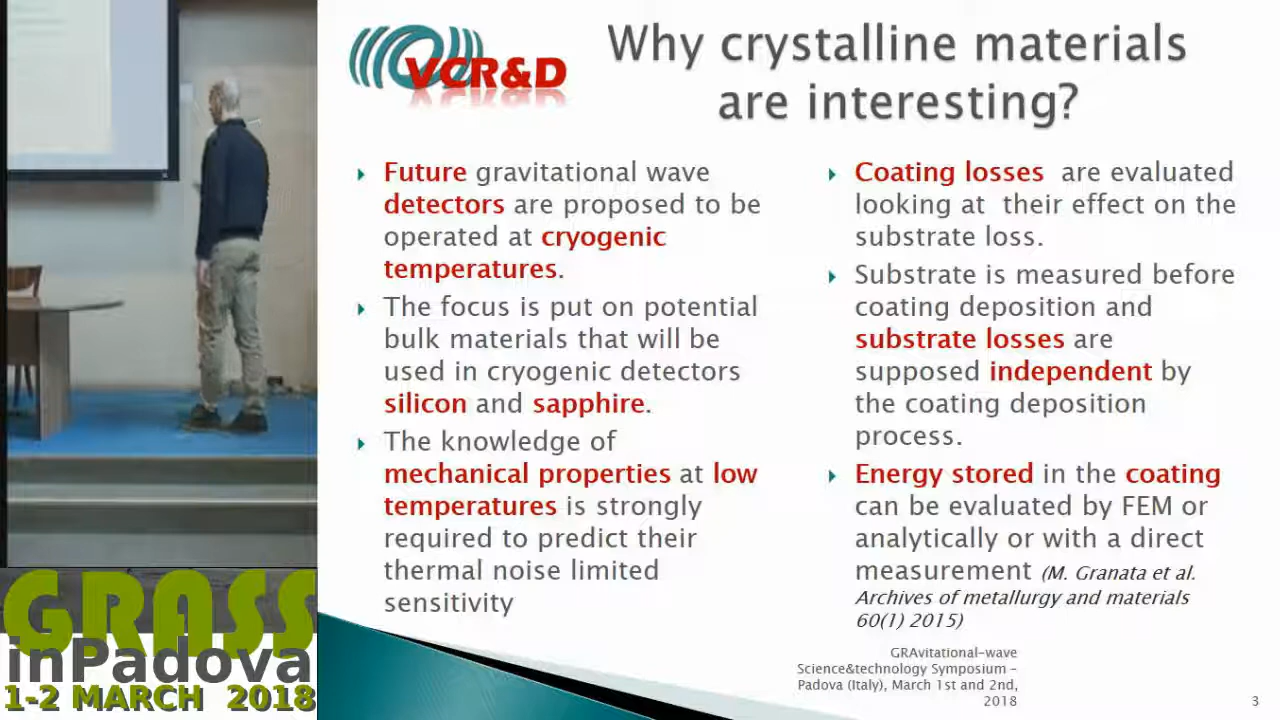 VCR&D
Why crystalline materials
are interesting?
Future gravitational wave
detectors are proposed to be
operated at cryogenic
temperatures.
The focus is put on potential
bulk materials that will be
used in cryogenic detectors
silicon and sapphire.
The knowledge of
mechanical properties at low
temperatures is strongly
required to predict their
thermal noise limited
sensitivity
Coating losses are evaluated
looking at their effect on the
substrate loss.
Substrate is measured before
coating deposition and
substrate losses are
supposed independent by
the coating deposition
process.
Energy stored in the coating
can be evaluated by FEM or
analytically or with a direct
measurement (M. Granata et al.
Archives of metallurgy and materials
60(1) 2015)
GRAvitational-wave
Science&technology Symposium -
Padova (Italy), March 1st and 2nd,
2018
3
GRASS
inPadova
1-2 MARCH 2018